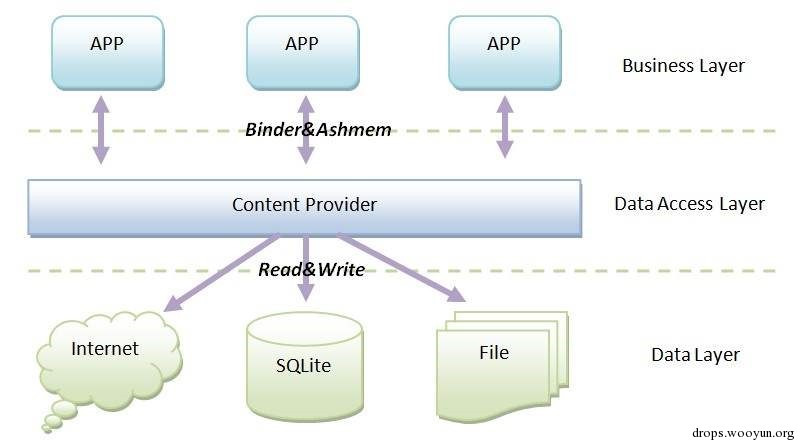 APP
APP
APP
Business Layer
Binder&Ashmem
Content Provider
Data Access Layer
Read&Write
Internet
SQLite
File
Data Layer
drops.wooyun.org